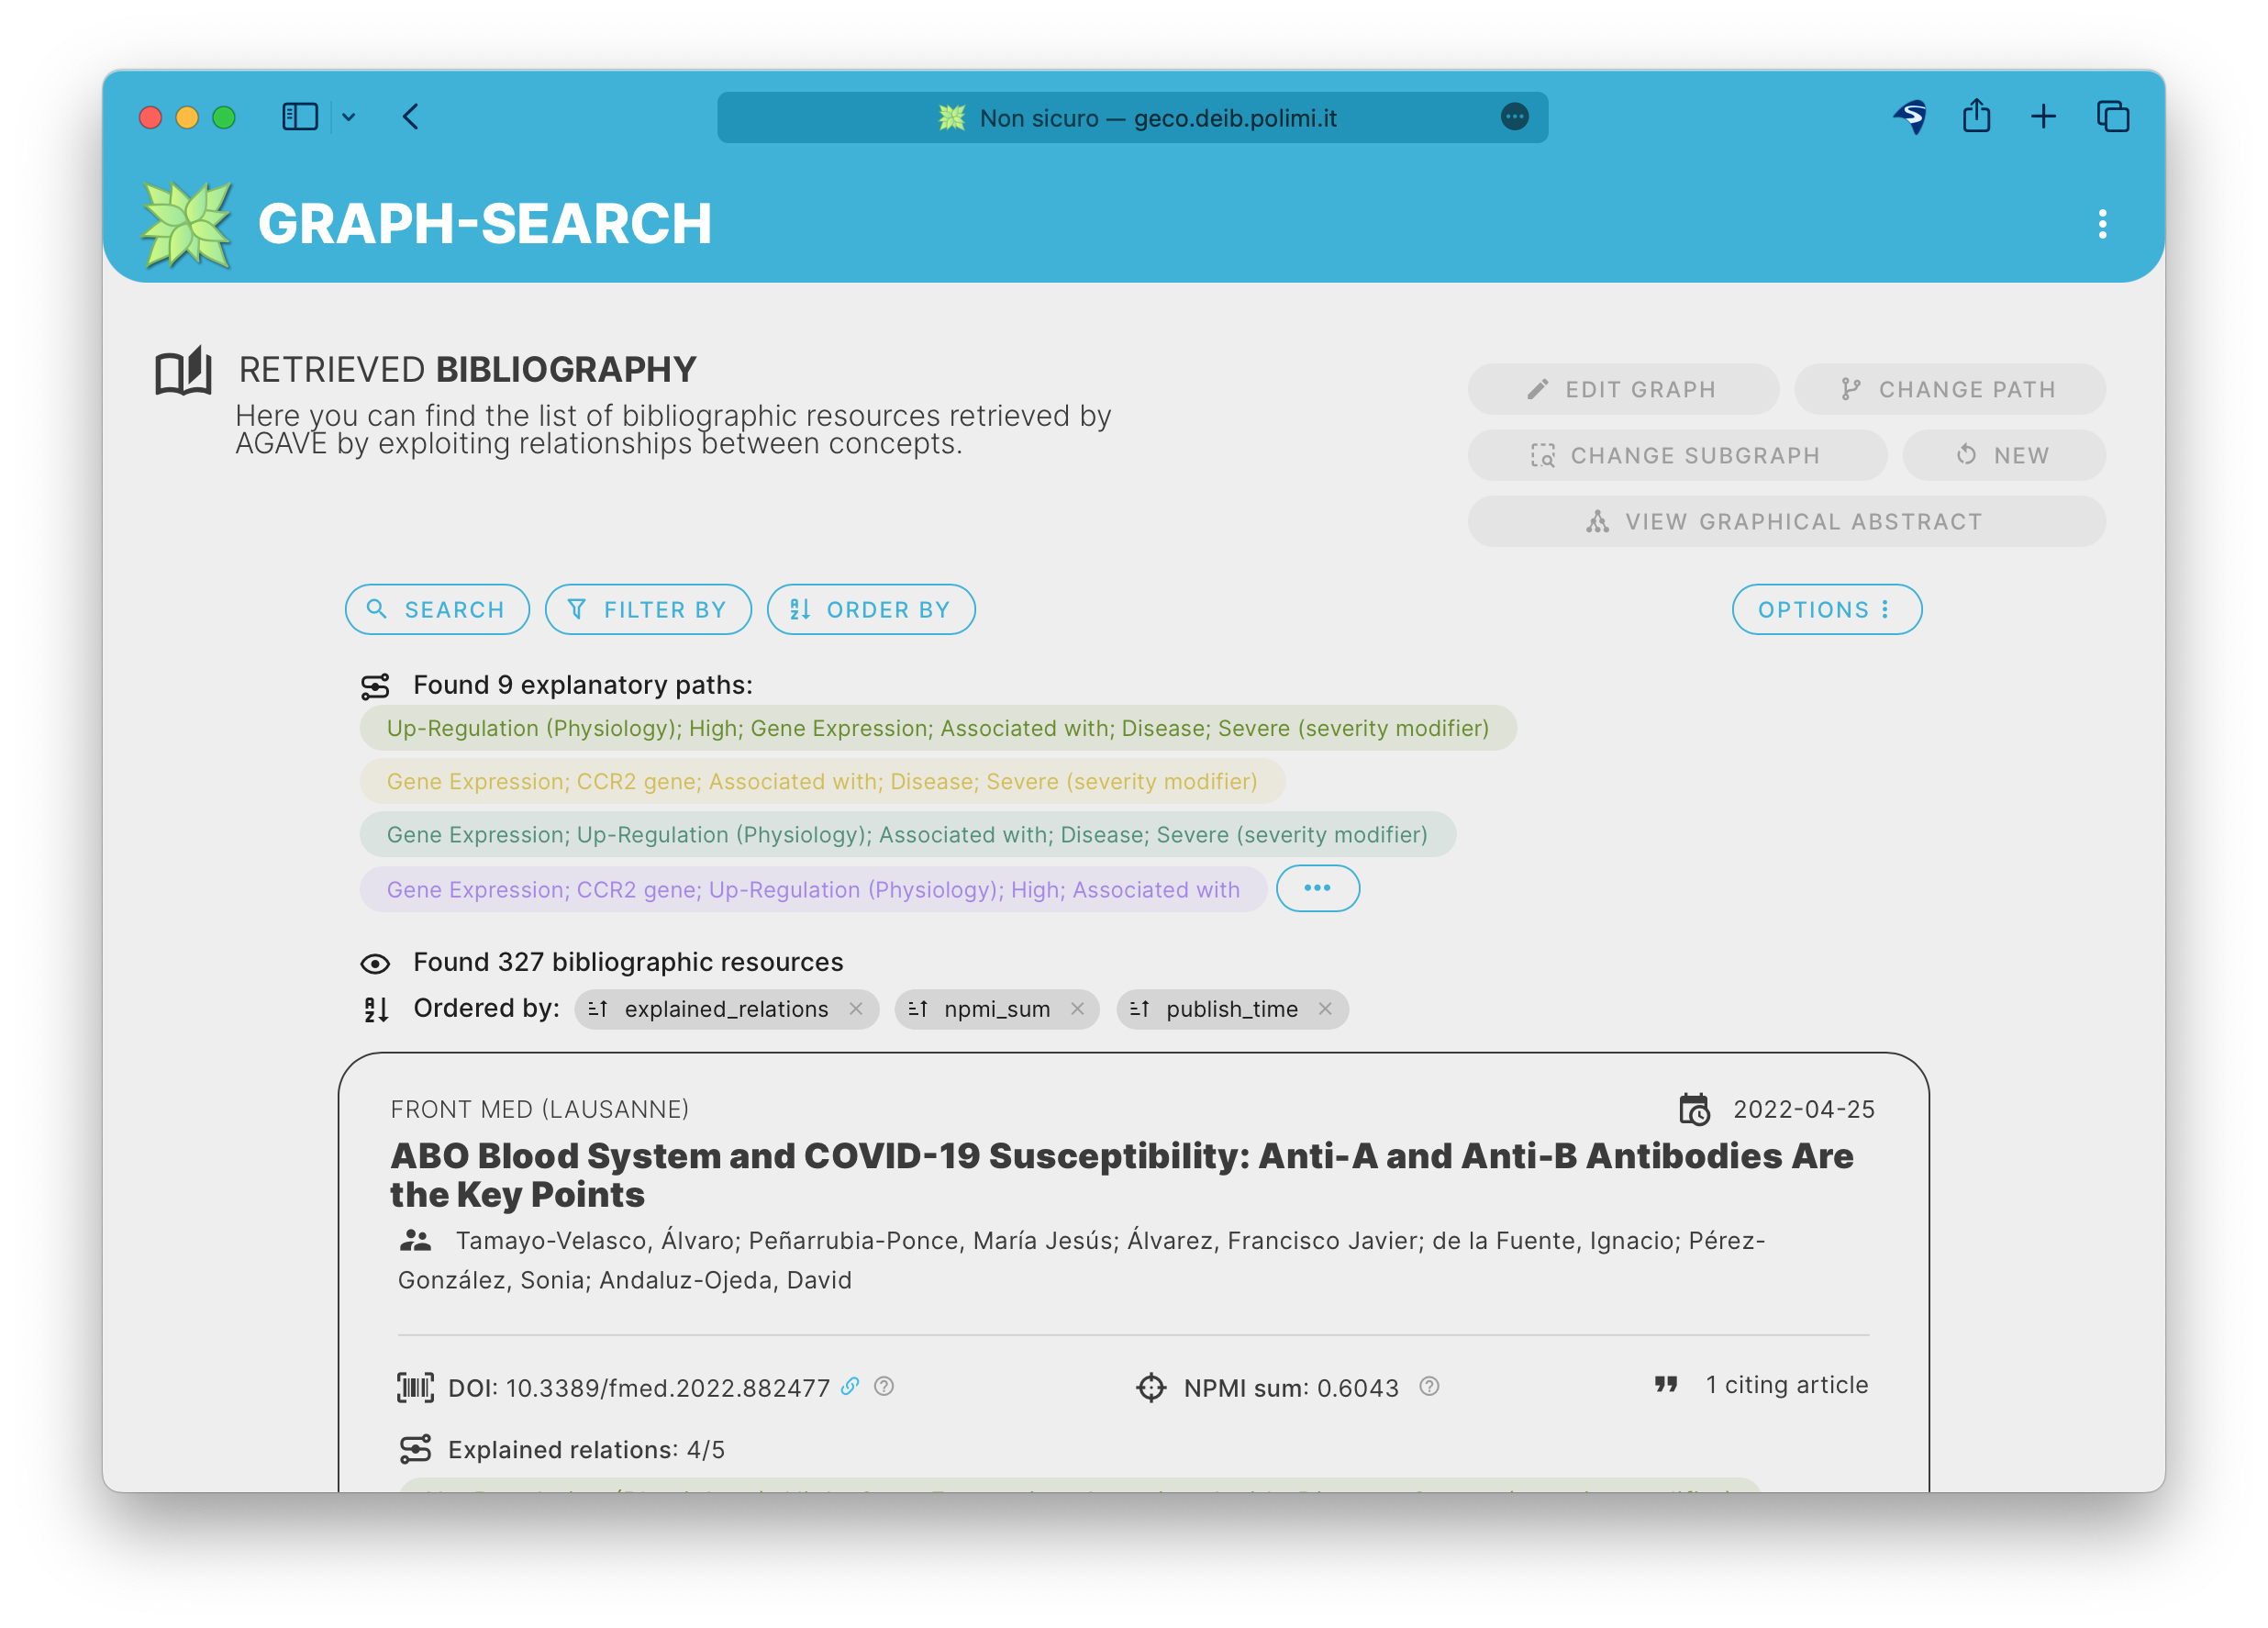 Non sicuro — geco.deib.polimi.it
GRAPH-SEARCH
RETRIEVED BIBLIOGRAPHY
Here you can find the list of bibliographic resources retrieved by
AGAVE by exploiting relationships between concepts.
EDIT GRAPH
CHANGE PATH
CHANGE SUBGRAPH
NEW
VIEW GRAPHICAL ABSTRACT
SEARCH
FILTER BY
ORDER BY
OPTIONS
Found 9 explanatory paths:
Up-Regulation (Physiology); High; Gene Expression; Associated with; Disease; Severe (severity modifier)
Gene Expression; CCR2 gene; Associated with; Disease; Severe (severity modifier)
Gene Expression; Up-Regulation (Physiology); Associated with; Disease; Severe (severity modifier)
Gene Expression; CCR2 gene; Up-Regulation (Physiology); High; Associated with
Found 327 bibliographic resources
Ordered by: explained_relations npmi_sum publish_time
FRONT MED (LAUSANNE)
2022-04-25
ABO Blood System and COVID-19 Susceptibility: Anti-A and Anti-B Antibodies Are
the Key Points
Tamayo-Velasco, Álvaro; Peñarrubia-Ponce, María Jesús; Álvarez, Francisco Javier; de la Fuente, Ignacio; Pérez-
González, Sonia; Andaluz-Ojeda, David
DOI: 10.3389/fmed.2022.882477
NPMI sum: 0.6043
1 citing article
Explained relations: 4/5